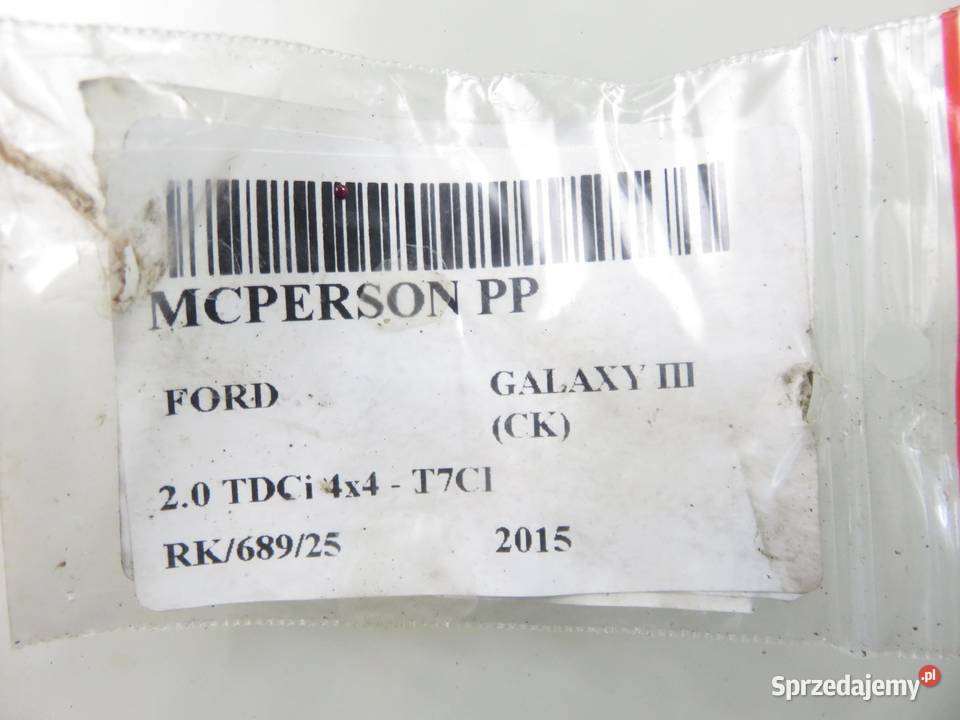 MCPERSON PP
FORD GALAXY III
(CK)
2.0 TDCi 4x4 - T7CI
RK/689/25 2015
Sprzedajemy.pl